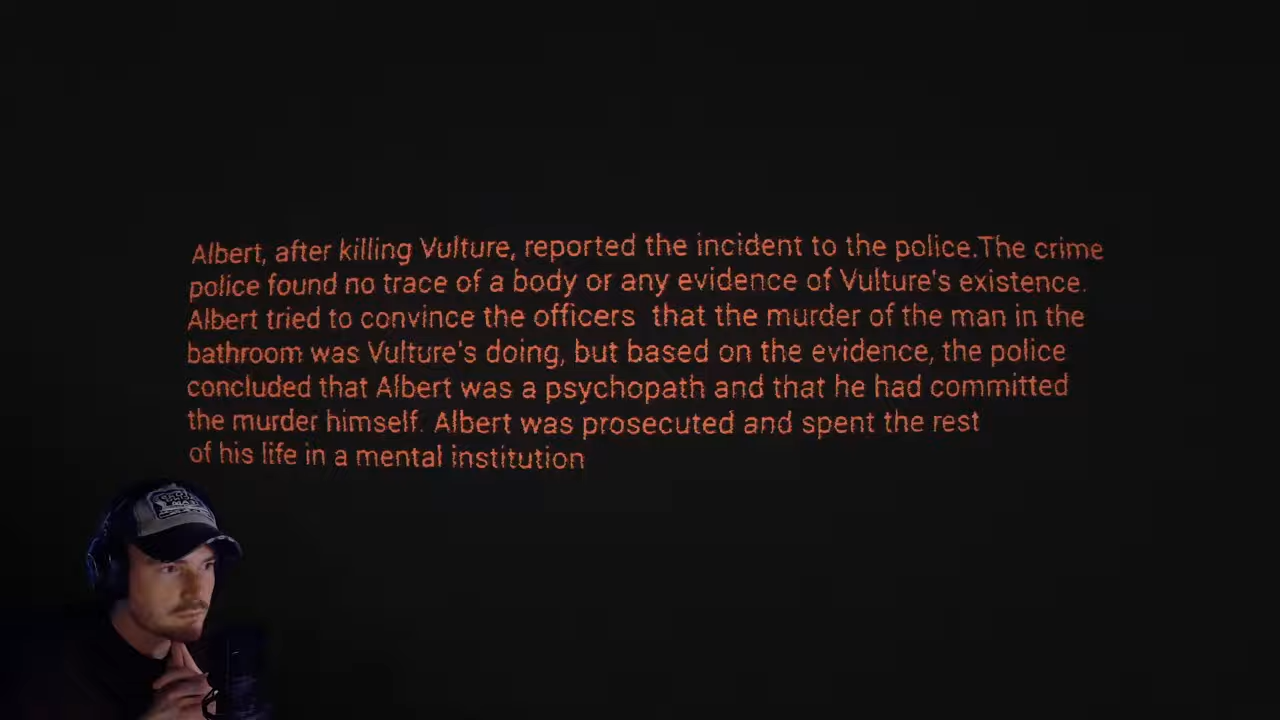 Albert, after killing Vulture, reported the incident to the police.The crime
police found no trace of a body or any evidence of Vulture's existence.
Albert tried to convince the officers  that the murder of the man in the
bathroom was Vulture's doing, but based on the evidence, the police
concluded that Albert was a psychopath and that he had committed
the murder himself. Albert was prosecuted and spent the rest
of his life in a mental institution